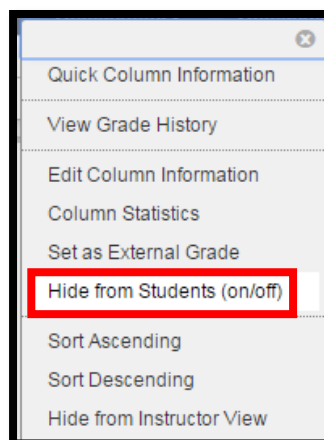 Quick Column Information
View Grade History
Edit Column Information
Column Statistics
Set as External Grade
Hide from Students (on/off)
Sort Ascending
Sort Descending
Hide from Instructor View